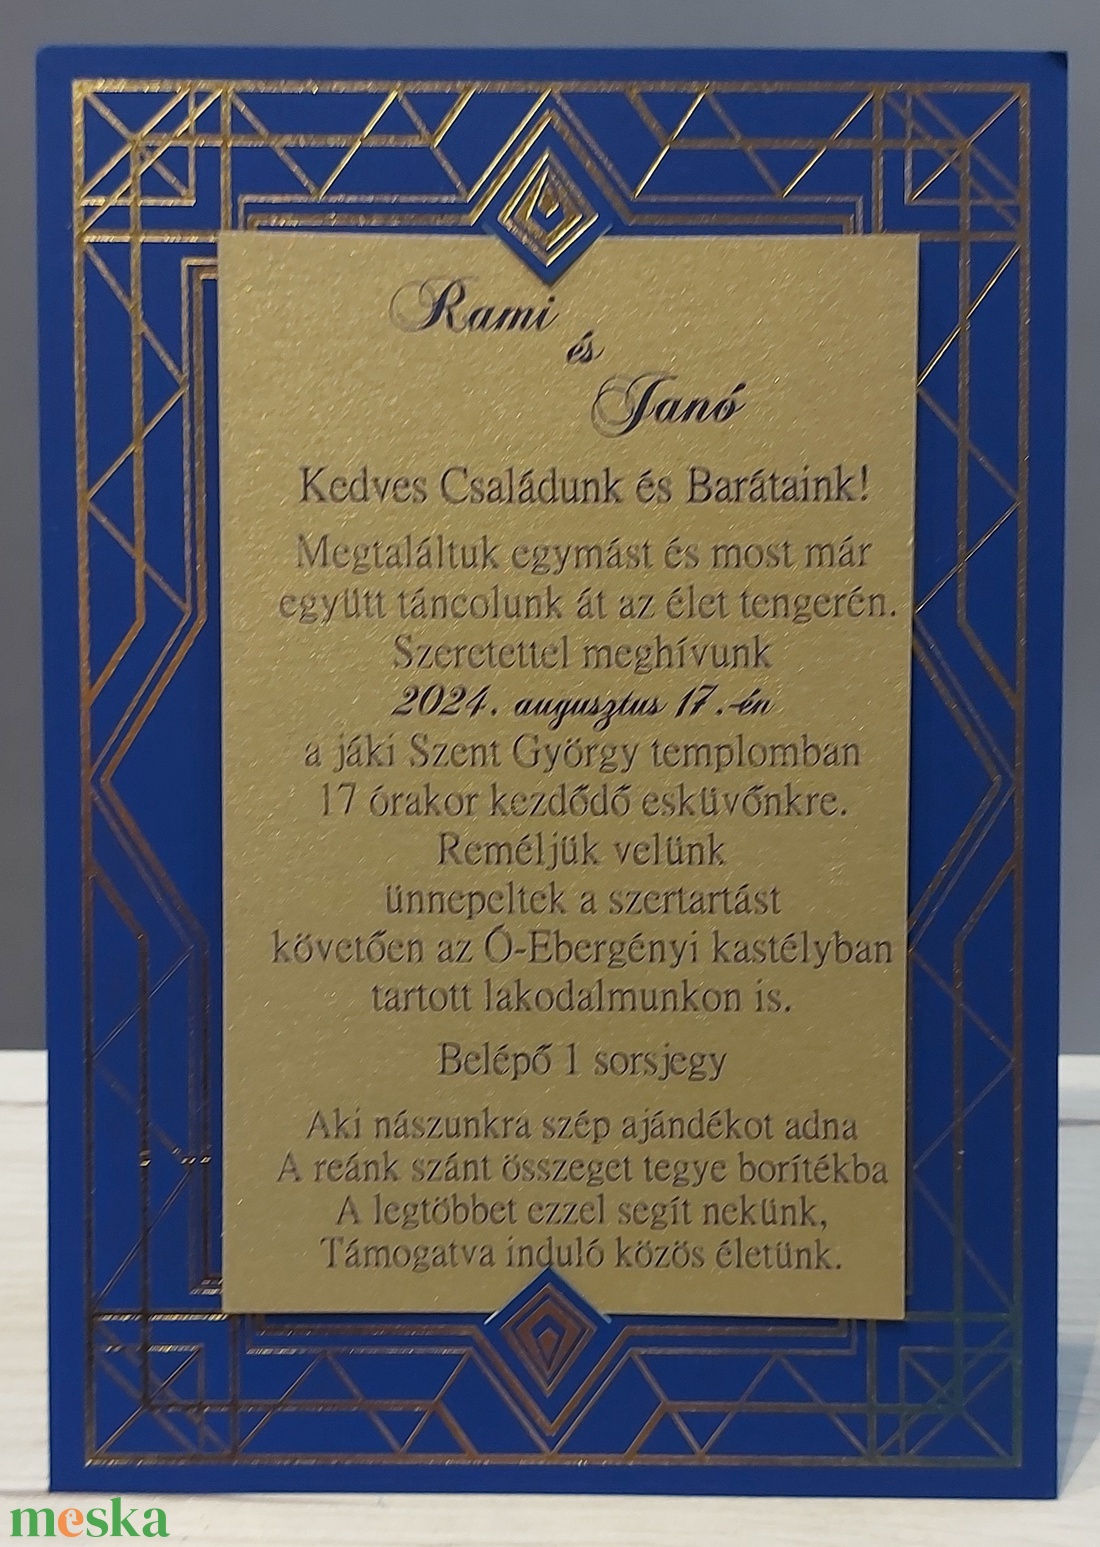 Rami
és
Janó
Kedves Családunk és Barátaink!
Megtaláltuk egymást és most már
együtt táncolunk át az élet tengerén.
Szeretettel meghívunk
2024. augusztus 17.-én
a jáki Szent György templomban
17 órakor kezdődő esküvőnkre.
Reméljük velünk
ünnepeltek a szertartást
követően az Ó-Ebergényi kastélyban
tartott lakodalmunkon is.
Belépő 1 sorsjegy
Aki nászunkra szép ajándékot adna
A reánk szánt összeget tegye borítékba
A legtöbbet ezzel segít nekünk,
Támogatva induló közös életünk.
meska